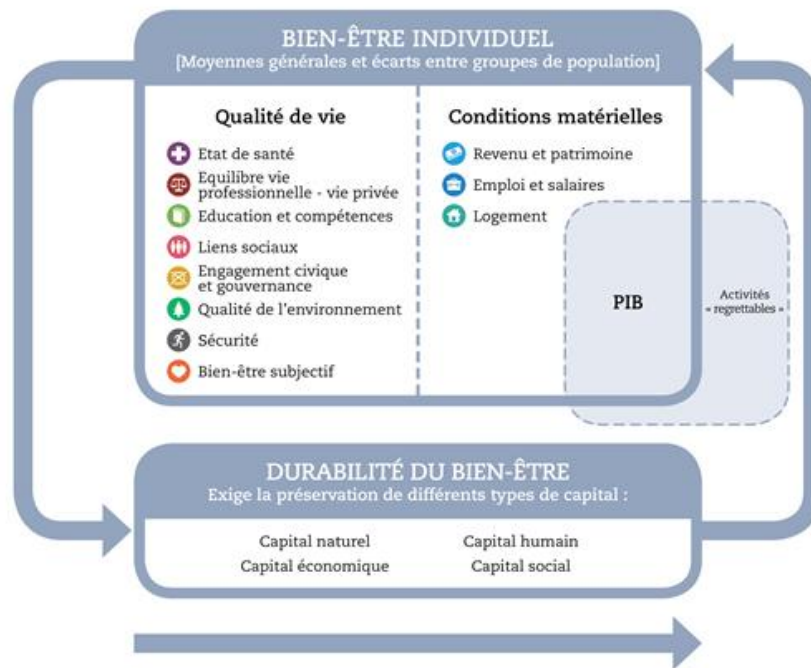 BIEN-ÊTRE INDIVIDUEL
[Moyennes générales et écarts entre groupes de population]
Qualité de vie
Etat de santé
Equilibre vie
professionnelle - vie privée
Education et compétences
Liens sociaux
Engagement civique
et gouvernance
Qualité de l'environnement
Sécurité
Bien-être subjectif
Conditions matérielles
Revenu et patrimoine
Emploi et salaires
Logement
PIB
Activités
« regrettables »
DURABILITÉ DU BIEN-ÊTRE
Exige la préservation de différents types de capital :
Capital naturel
Capital humain
Capital économique
Capital social